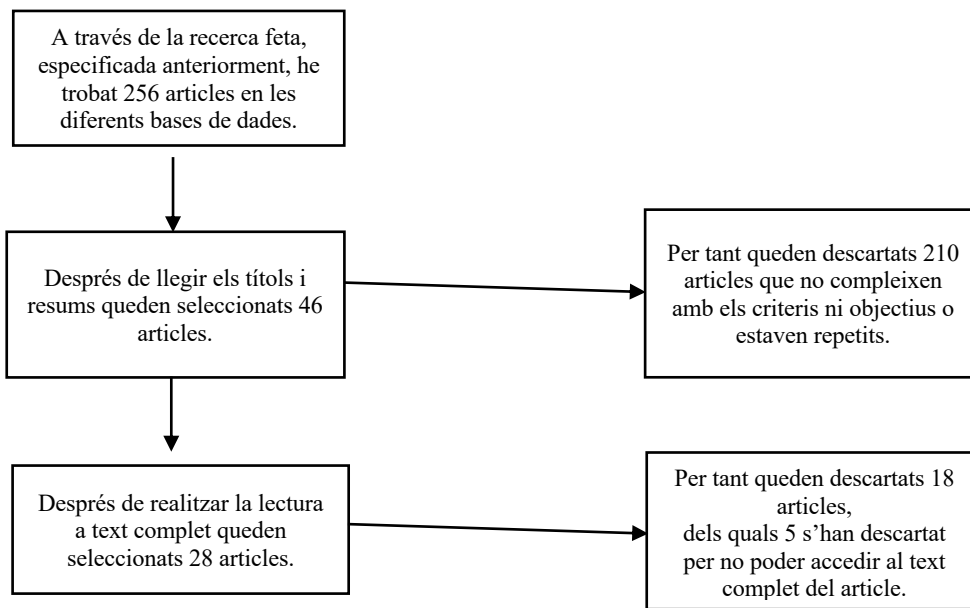 A través de la recerca feta,
especificada anteriorment, he
trobat 256 articles en les
diferents bases de dades.
Després de llegir els títols i
resums queden seleccionats 46
articles.
Per tant queden descartats 210
articles que no compleixen
amb els criteris ni objectius o
estaven repetits.
Després de realitzar la lectura
a text complet queden
seleccionats 28 articles.
Per tant queden descartats 18
articles,
dels quals 5 s’han descartat
per no poder accedir al text
complet del article.